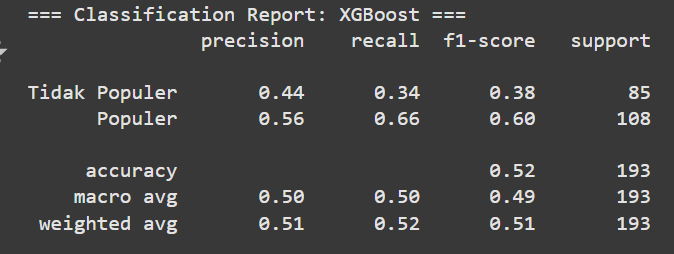 === Classification Report: XGBoost ===
precision recall f1-score support
Tidak Populer 0.44 0.34 0.38 85
Populer 0.56 0.66 0.60 108
accuracy 0.52 193
macro avg 0.50 0.50 0.49 193
weighted avg 0.51 0.52 0.51 193